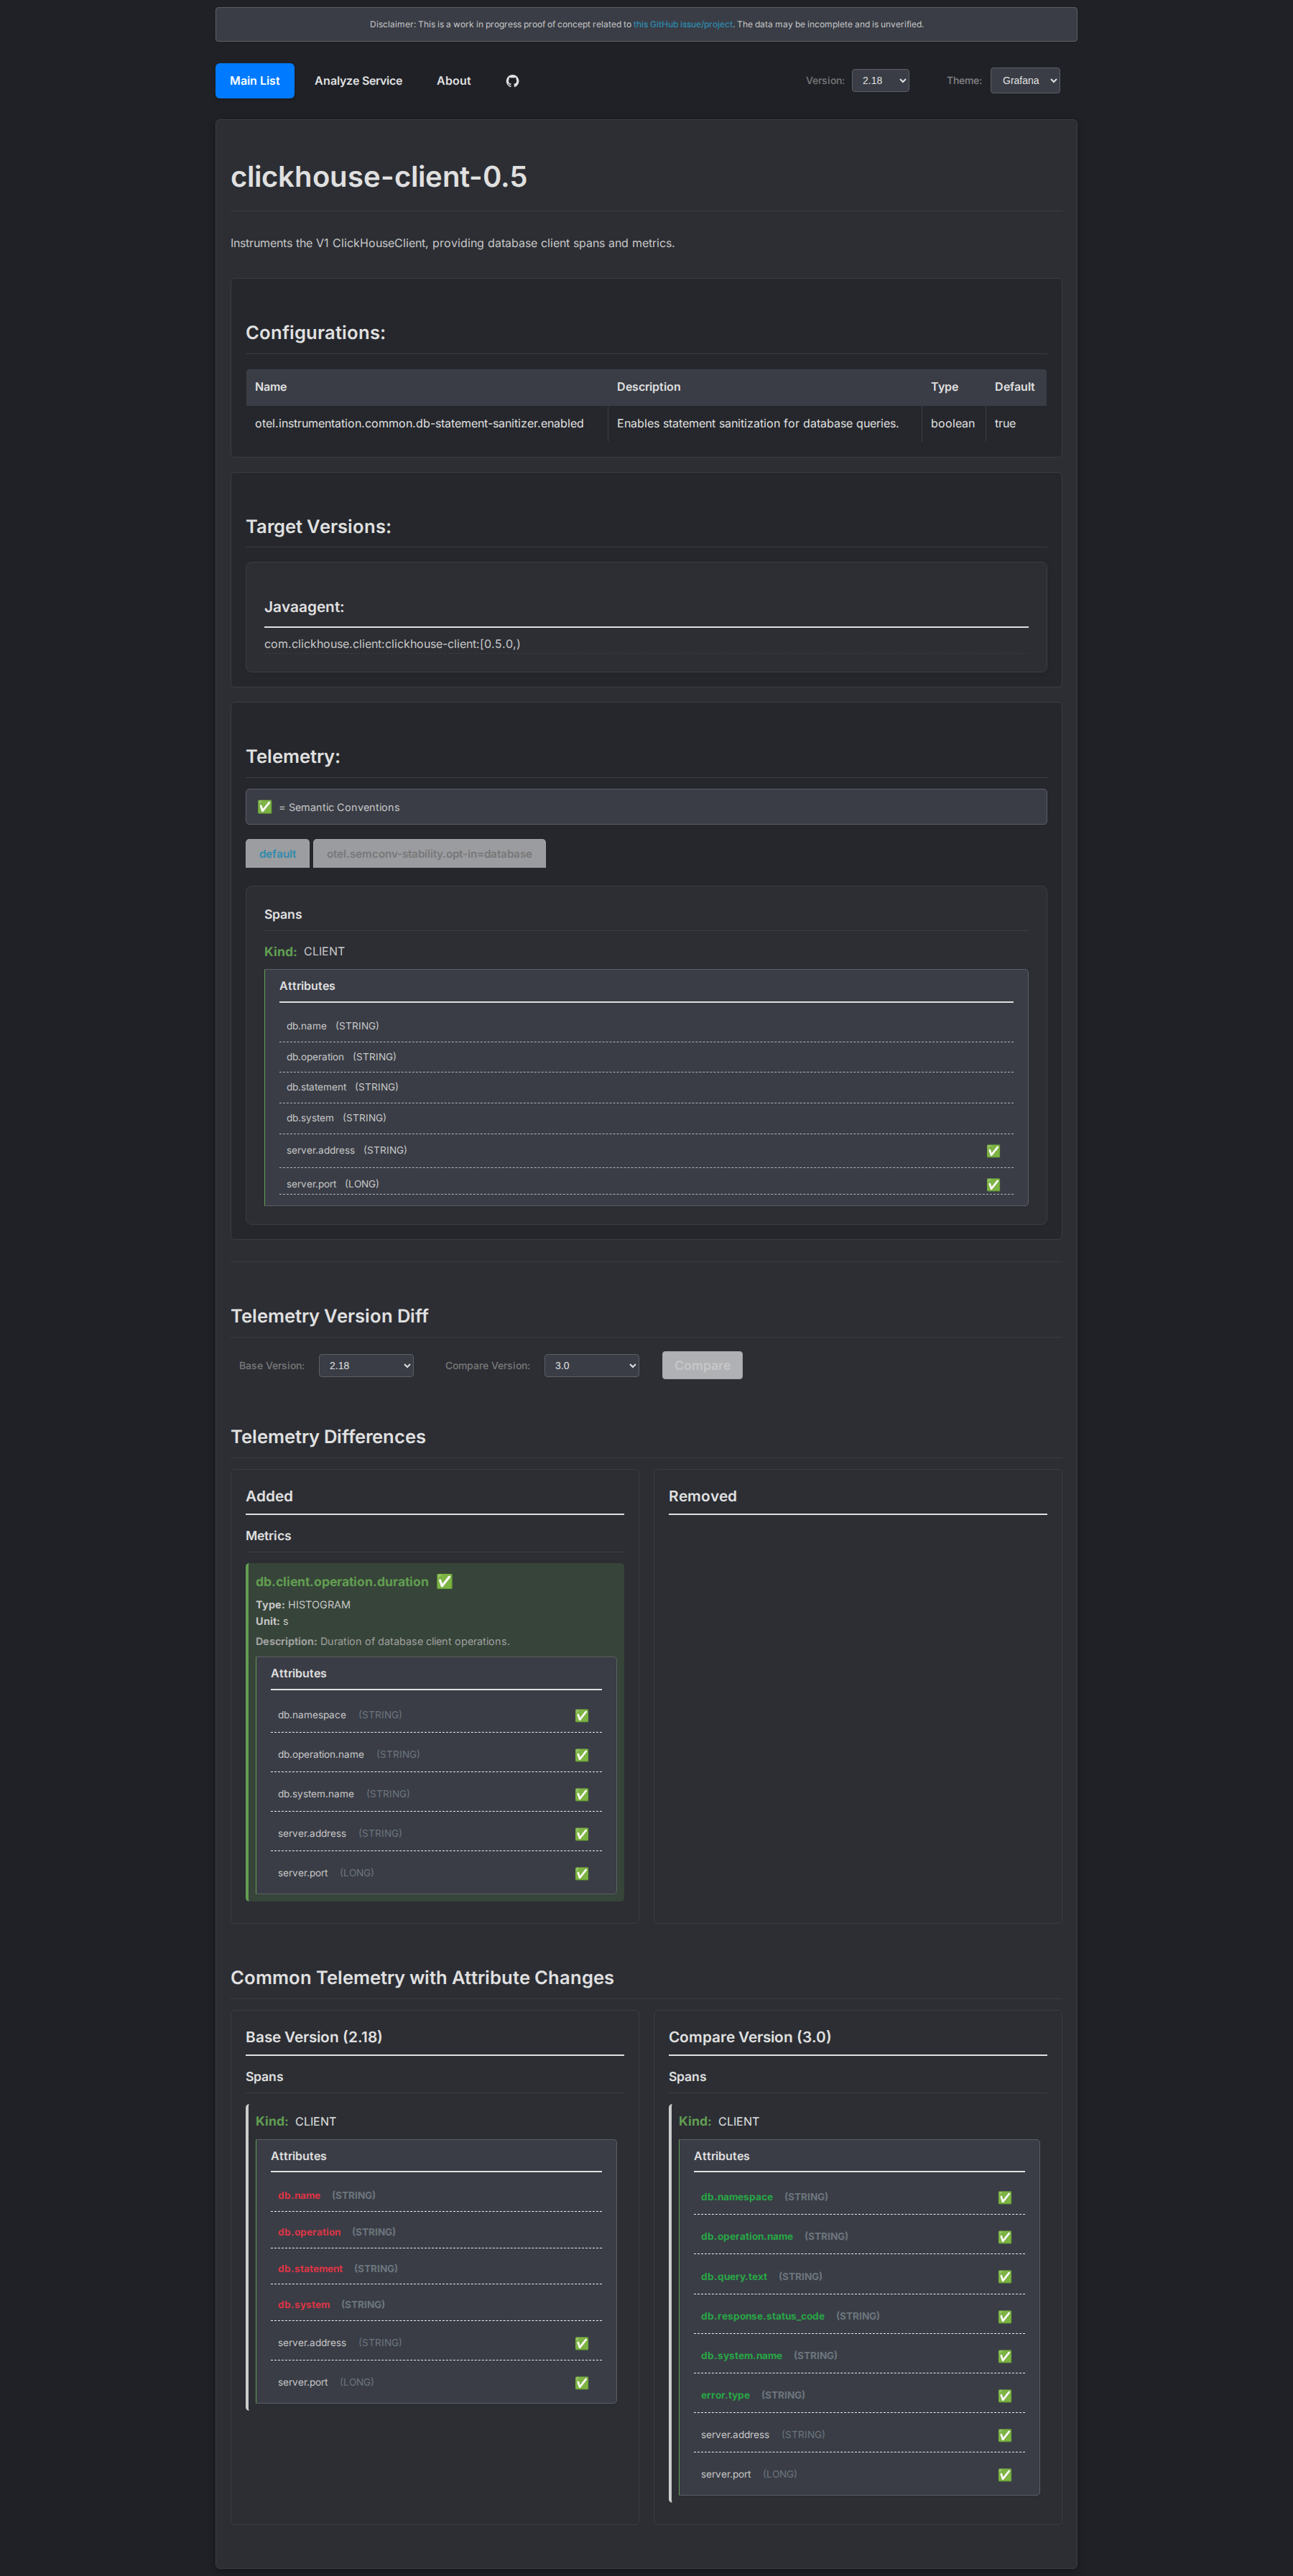 Disclaimer: This is a work in progress proof of concept related to this GitHub issue/project. The data may be incomplete and is unverified.
Main List Analyze Service About Version: 2.18 Theme: Grafana
clickhouse-client-0.5
Instruments the V1 ClickHouseClient, providing database client spans and metrics.
Configurations:
Name Description Type Default
otel.instrumentation.common.db-statement-sanitizer.enabled Enables statement sanitization for database queries. boolean true
Target Versions:
Javaagent:
com.clickhouse.client:clickhouse-client:[0.5.0,)
Telemetry:
✅ = Semantic Conventions
default otel.semconv-stability.opt-in=database
Spans
Kind: CLIENT
Attributes
db.name (STRING)
db.operation (STRING)
db.statement (STRING)
db.system (STRING)
server.address (STRING) ✅
server.port (LONG) ✅
Telemetry Version Diff
Base Version: 2.18 Compare Version: 3.0 Compare
Telemetry Differences
Added
Metrics
db.client.operation.duration ✅
Type: HISTOGRAM
Unit: s
Description: Duration of database client operations.
Attributes
db.namespace (STRING) ✅
db.operation.name (STRING) ✅
db.system.name (STRING) ✅
server.address (STRING) ✅
server.port (LONG) ✅
Removed
Common Telemetry with Attribute Changes
Base Version (2.18)
Spans
Kind: CLIENT
Attributes
db.name (STRING)
db.operation (STRING)
db.statement (STRING)
db.system (STRING)
server.address (STRING) ✅
server.port (LONG) ✅
Compare Version (3.0)
Spans
Kind: CLIENT
Attributes
db.namespace (STRING) ✅
db.operation.name (STRING) ✅
db.query.text (STRING) ✅
db.response.status_code (STRING) ✅
db.system.name (STRING) ✅
error.type (STRING) ✅
server.address (STRING) ✅
server.port (LONG) ✅